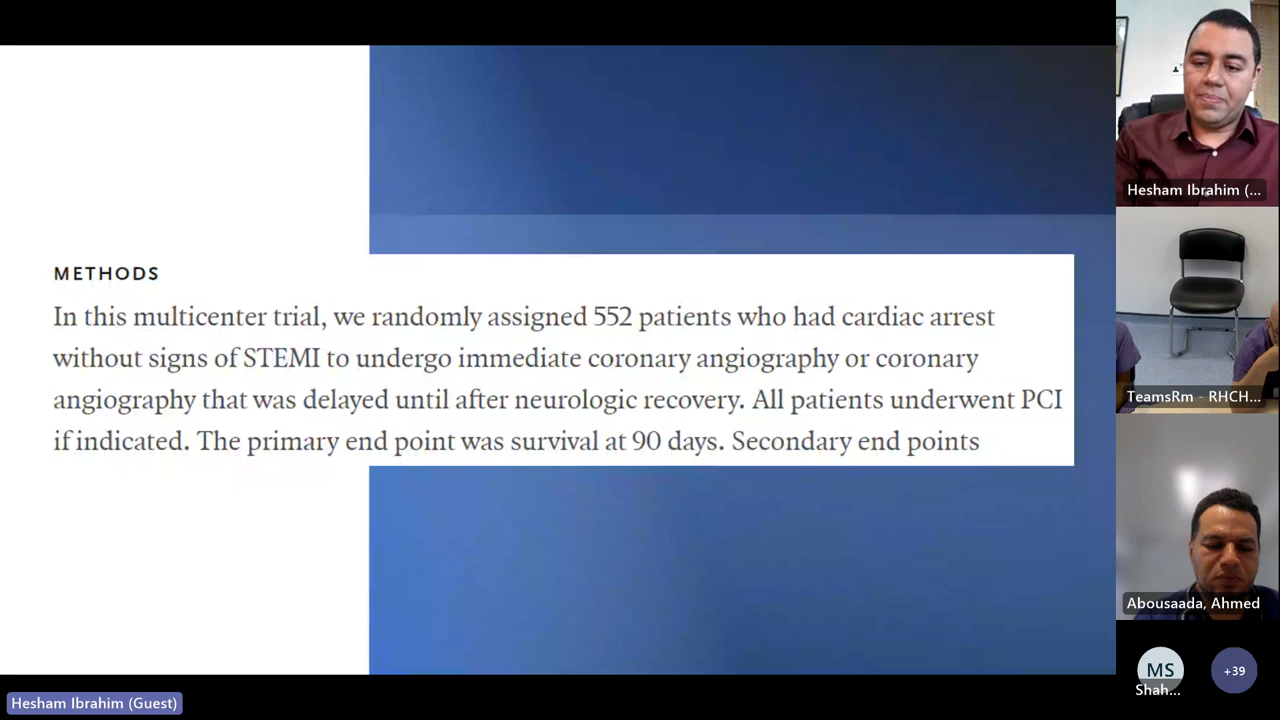 METHODS
In this multicenter trial, we randomly assigned 552 patients who had cardiac arrest
without signs of STEMI to undergo immediate coronary angiography or coronary
angiography that was delayed until after neurologic recovery. All patients underwent PCI
if indicated. The primary end point was survival at 90 days. Secondary end points
Hesham Ibrahim (...
TeamsRm - RHCH...
Abousaada, Ahmed
MS
Shah...
+39
Hesham Ibrahim (Guest)